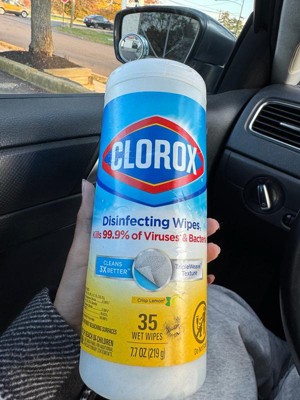 CLOROX
Disinfecting Wipes
Kills 99.9% of Viruses & Bacteria
CLEANS
3X BETTER
TripleWeave
Texture
Crisp Lemon
35
WET WIPES
7.7 OZ (219 g)